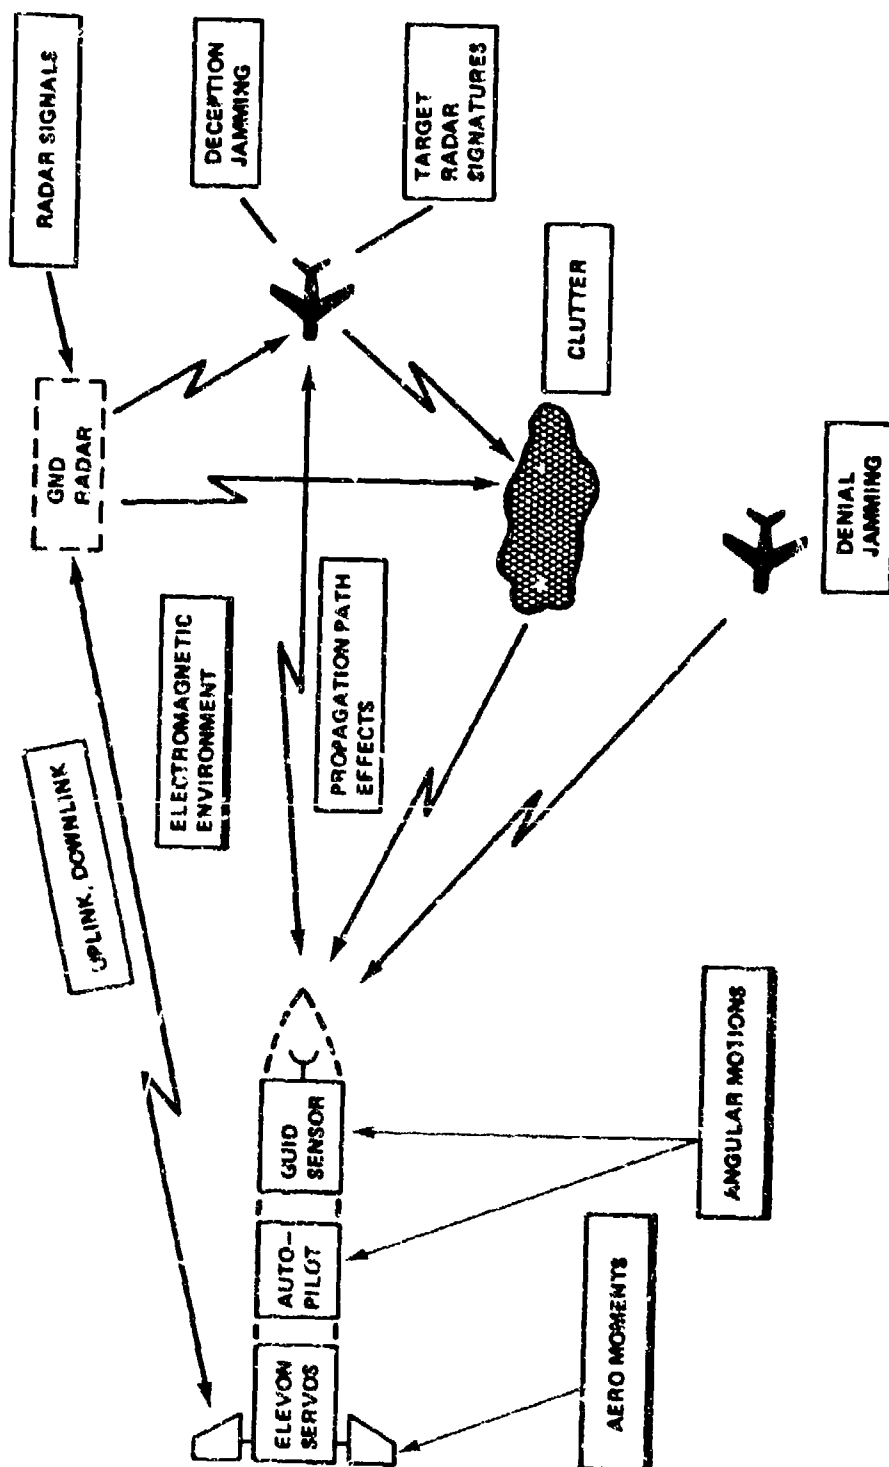 RADAR SIGNALS
GND
RADAR
DECEPTION
JAMMING
TARGET
RADAR
SIGNATURES
UPLINK, DOWNLINK
ELECTROMAGNETIC
ENVIRONMENT
PROPAGATION PATH
EFFECTS
CLUTTER
DENIAL
JAMMING
ELEVON
SERVOS
AUTO—
PILOT
GUID
SENSOR
AERO MOMENTS
ANGULAR MOTIONS